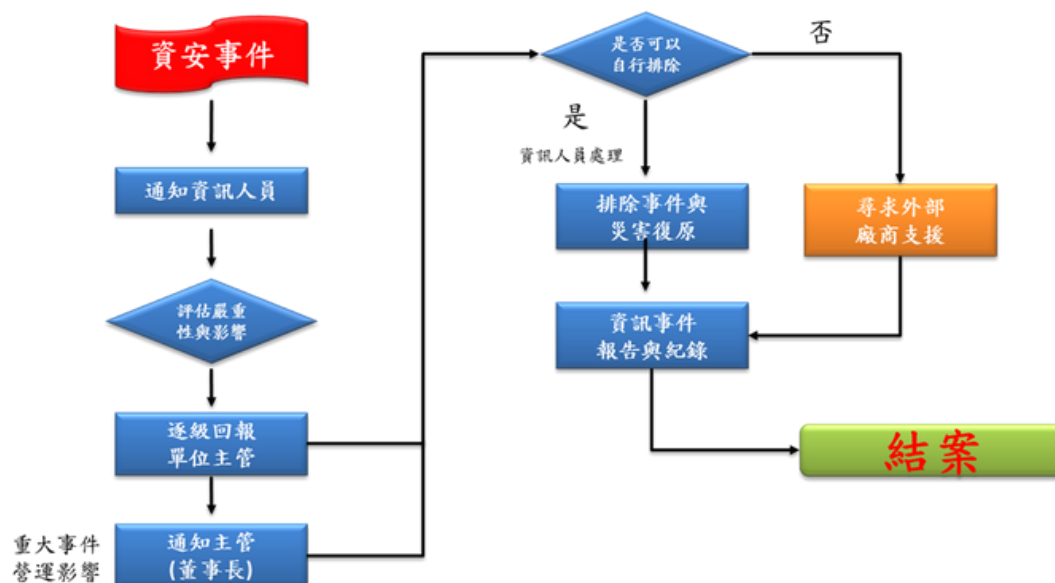 資安事件
通知資訊人員
評估嚴重
性與影響
逐級回報
單位主管
重大事件
營運影響
通知主管
(董事長)
是否可以
自行排除
否
是
資訊人員處理
排除事件與
災害復原
尋求外部
廠商支援
資訊事件
報告與紀錄
結案